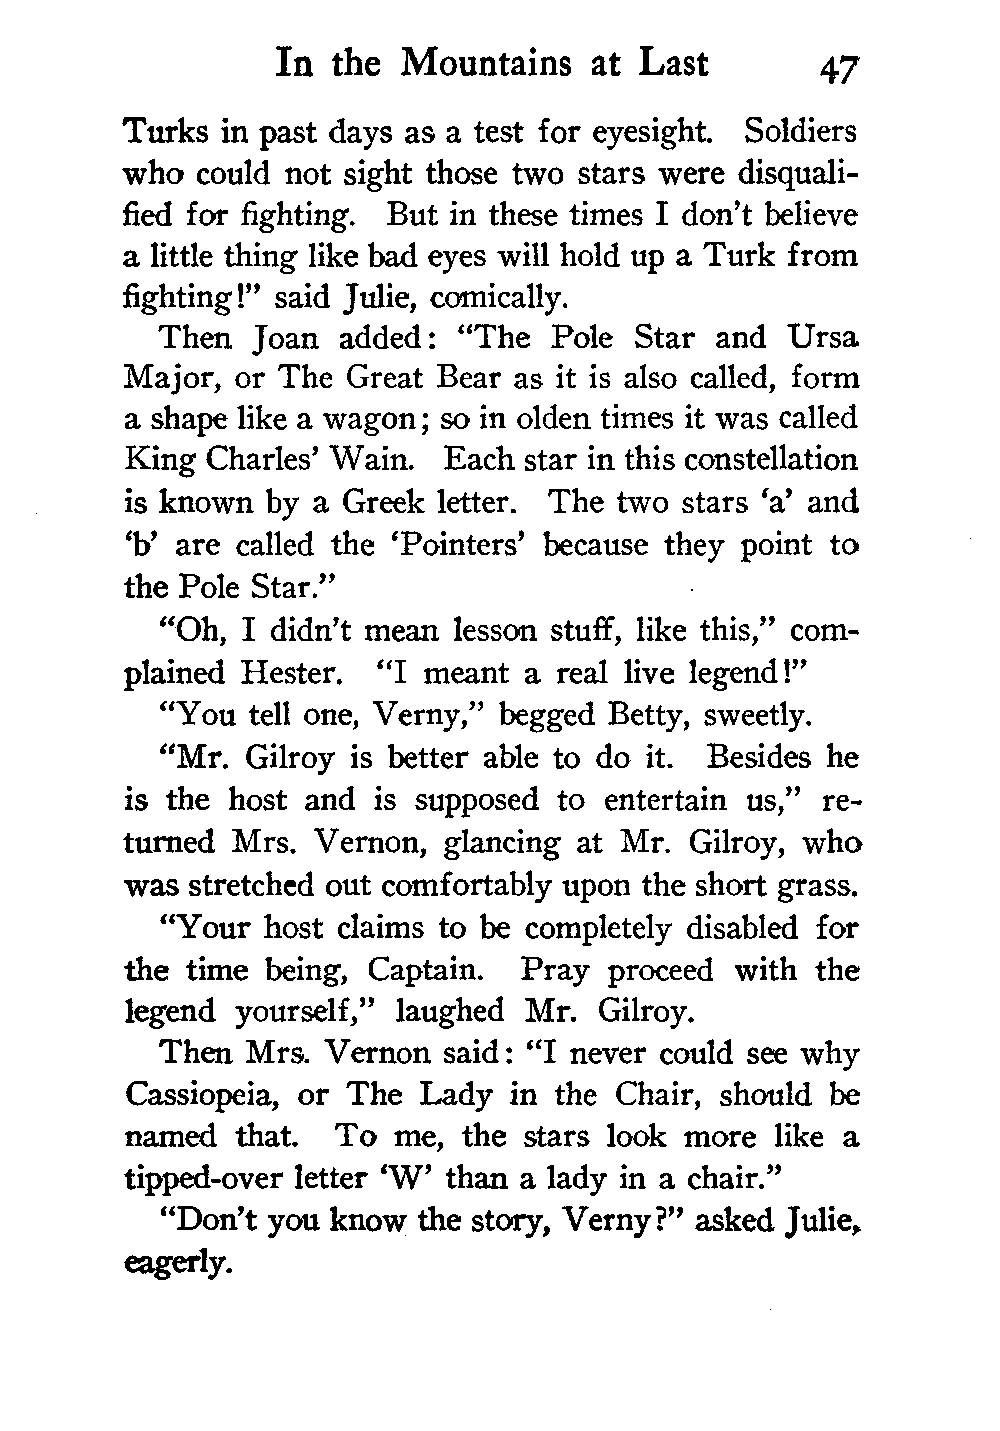 In the Mountains at Last 47
Turks in past days as a test for eyesight. Soldiers
who could not sight those two stars were disquali-
fied for fighting. But in these times I don't believe
a little thing like bad eyes will hold up a Turk from
fighting!" said Julie, comically.
Then Joan added: "The Pole Star and Ursa
Major, or The Great Bear as it is also called, form
a shape like a wagon; so in olden times it was called
King Charles' Wain. Each star in this constellation
is known by a Greek letter. The two stars 'a' and
'b' are called the 'Pointers' because they point to
the Pole Star."
"Oh, I didn't mean lesson stuff, like this," com-
plained Hester. "I meant a real live legend!"
"You tell one, Verny," begged Betty, sweetly.
"Mr. Gilroy is better able to do it. Besides he
is the host and is supposed to entertain us," re-
turned Mrs. Vernon, glancing at Mr. Gilroy, who
was stretched out comfortably upon the short grass.
"Your host claims to be completely disabled for
the time being, Captain. Pray proceed with the
legend yourself," laughed Mr. Gilroy.
Then Mrs. Vernon said: "I never could see why
Cassiopeia, or The Lady in the Chair, should be
named that. To me, the stars look more like a
tipped-over letter 'W' than a lady in a chair."
"Don't you know the story, Verny?" asked Julie,
eagerly.